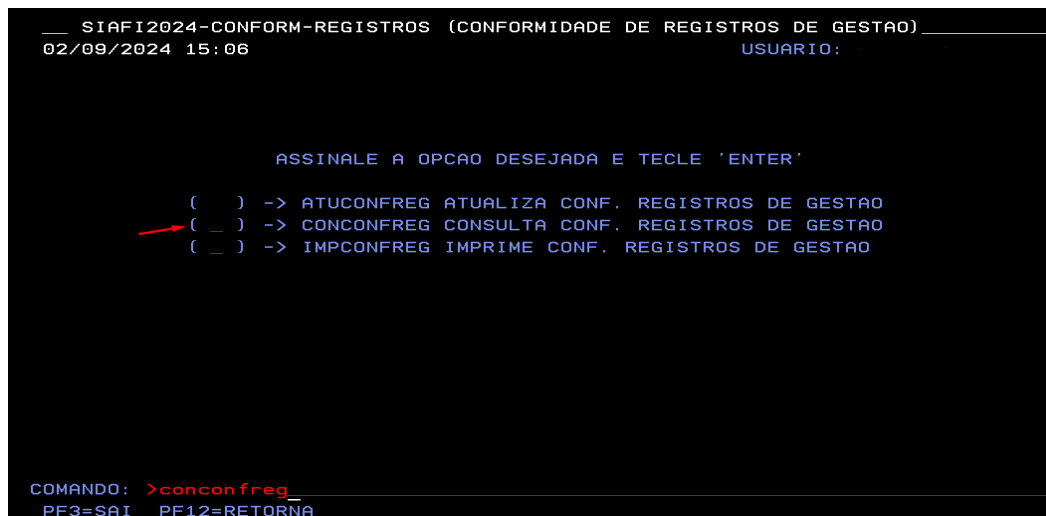 __ SIAFI2024-CONFORM-REGISTROS (CONFORMIDADE DE REGISTROS DE GESTAO)__________
02/09/2024 15:06 USUARIO:
ASSINALE A OPCAO DESEJADA E TECLE 'ENTER'
(   ) -> ATUCONFREG ATUALIZA CONF. REGISTROS DE GESTAO
( _ ) -> CONCONFREG CONSULTA CONF. REGISTROS DE GESTAO
( _ ) -> IMPCONFREG IMPRIME CONF. REGISTROS DE GESTAO
COMANDO: >conconfreg_
PF3=SAI PF12=RETORNA